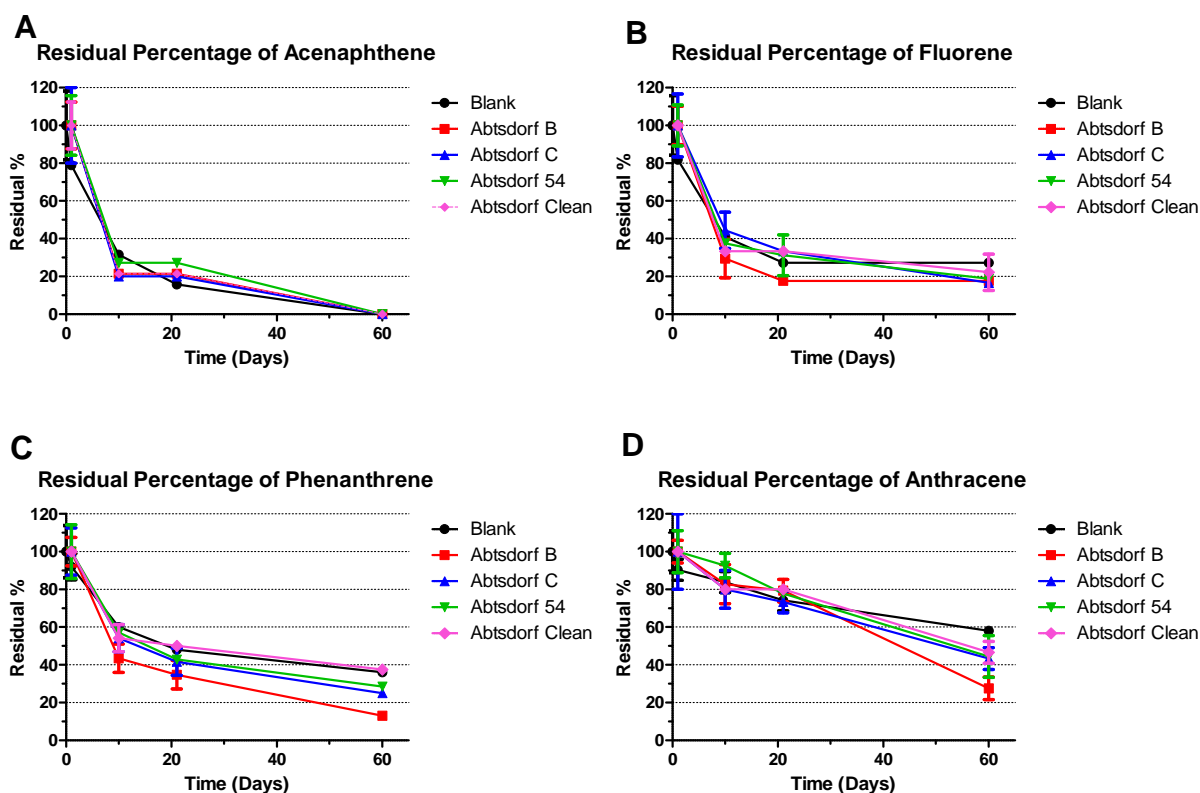 A
Residual Percentage of Acenaphthene
120
100
80
60
40
20
0
0 20 40 60
Residual %
Time (Days)
Blank
Abtsdorf B
Abtsdorf C
Abtsdorf 54
Abtsdorf Clean
B
Residual Percentage of Fluorene
120
100
80
60
40
20
0
0 20 40 60
Residual %
Time (Days)
Blank
Abtsdorf B
Abtsdorf C
Abtsdorf 54
Abtsdorf Clean
C
Residual Percentage of Phenanthrene
120
100
80
60
40
20
0
0 20 40 60
Residual %
Time (Days)
Blank
Abtsdorf B
Abtsdorf C
Abtsdorf 54
Abtsdorf Clean
D
Residual Percentage of Anthracene
120
100
80
60
40
20
0
0 20 40 60
Residual %
Time (Days)
Blank
Abtsdorf B
Abtsdorf C
Abtsdorf 54
Abtsdorf Clean